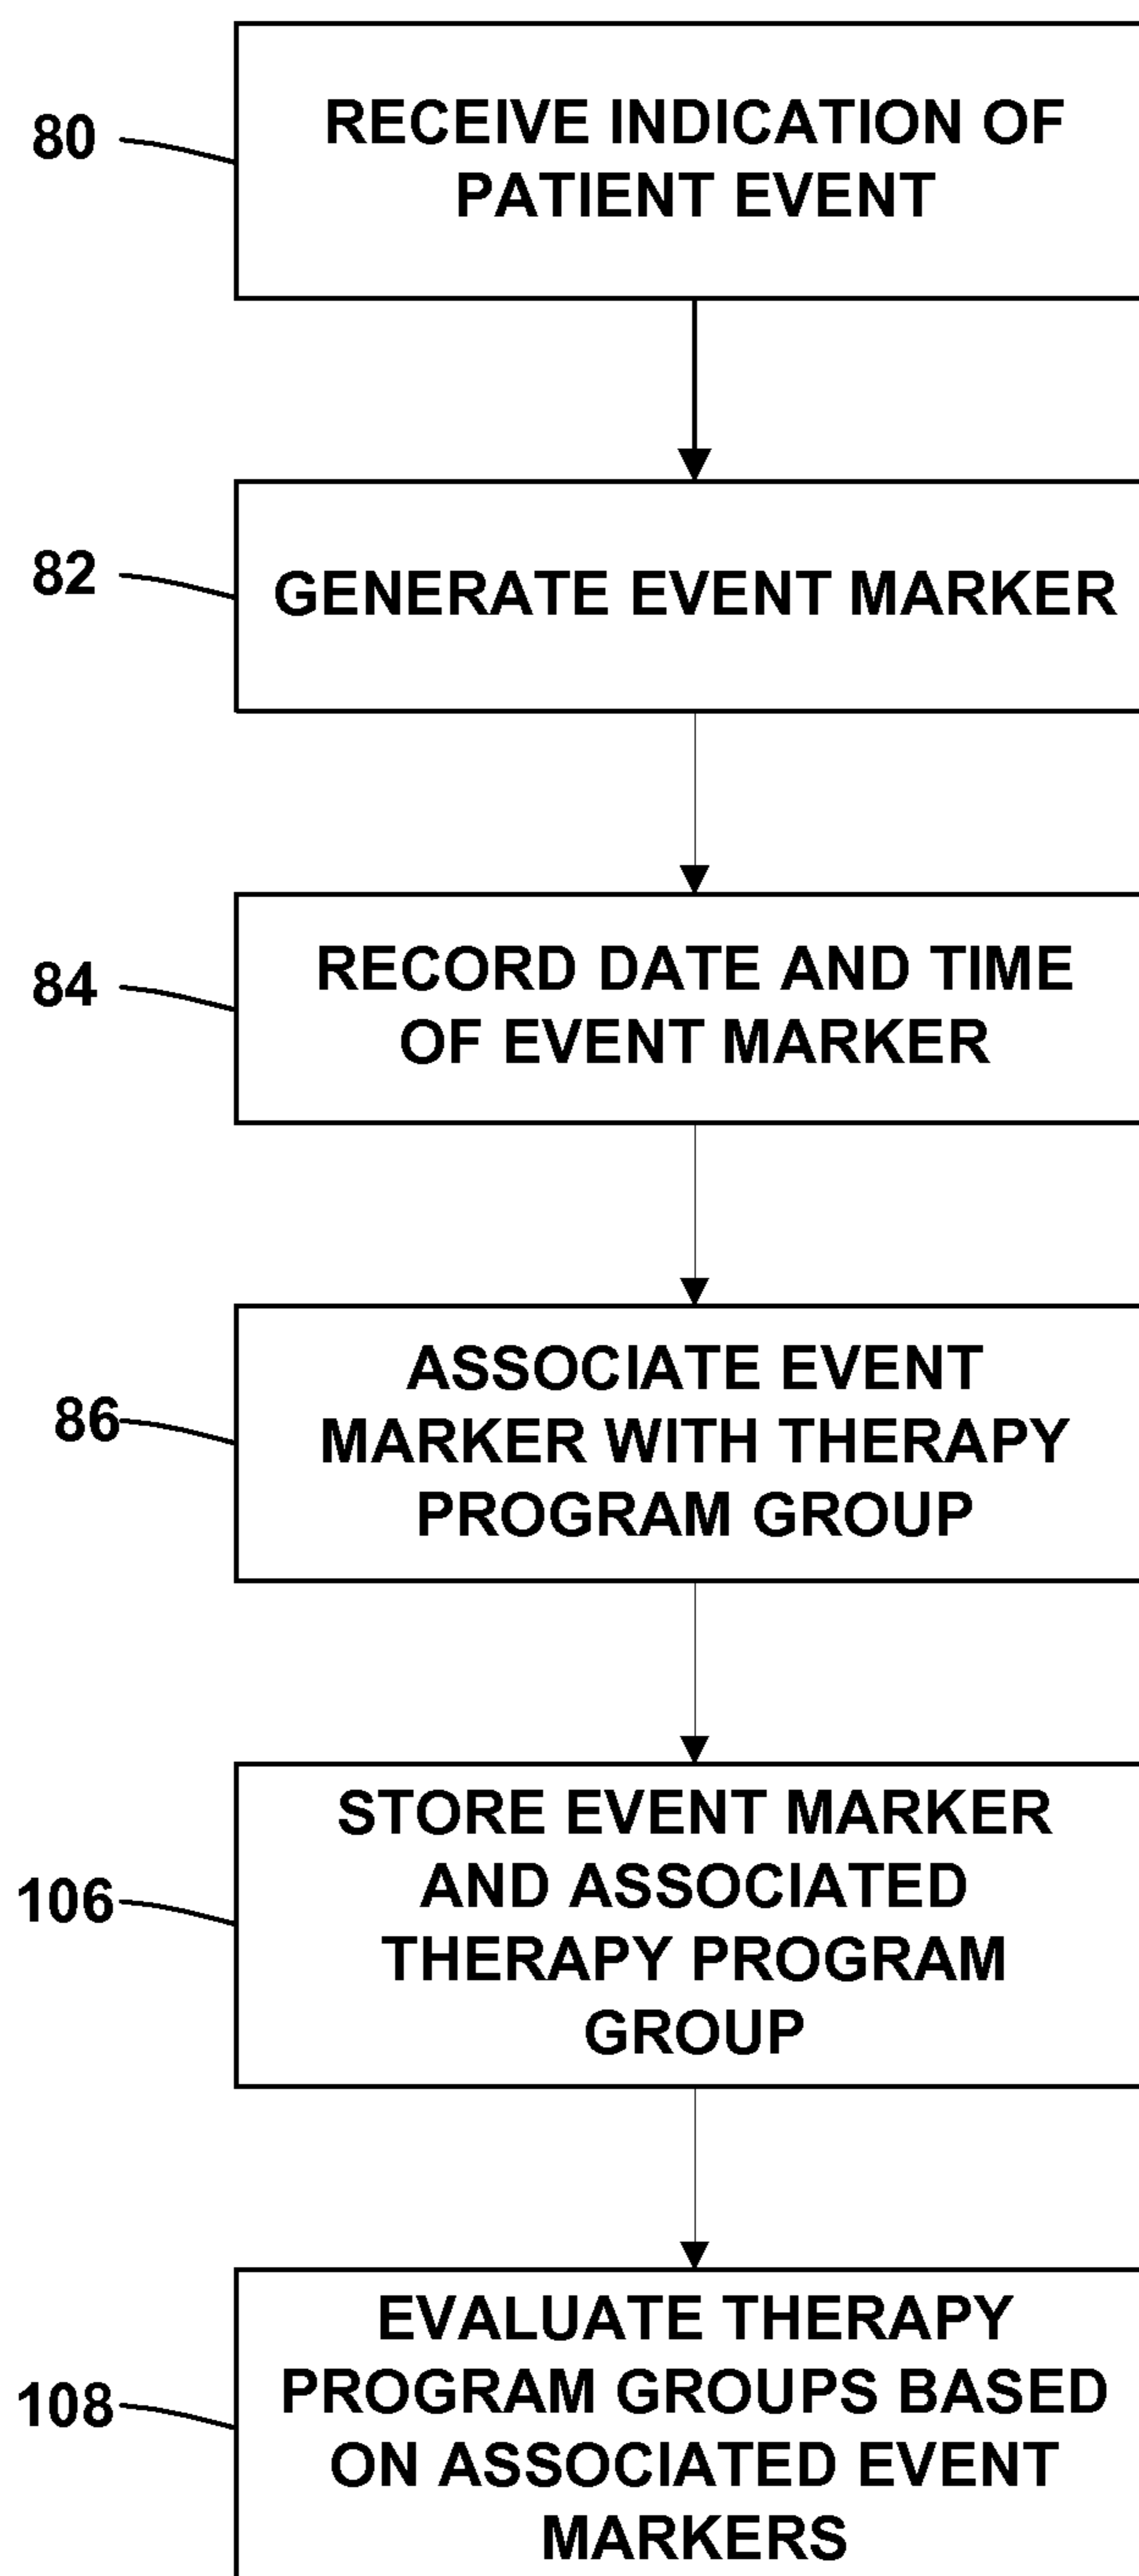 80
RECEIVE INDICATION OF
PATIENT EVENT
82
GENERATE EVENT MARKER
84
RECORD DATE AND TIME
OF EVENT MARKER
86
ASSOCIATE EVENT
MARKER WITH THERAPY
PROGRAM GROUP
106
STORE EVENT MARKER
AND ASSOCIATED
THERAPY PROGRAM
GROUP
108
EVALUATE THERAPY
PROGRAM GROUPS BASED
ON ASSOCIATED EVENT
MARKERS